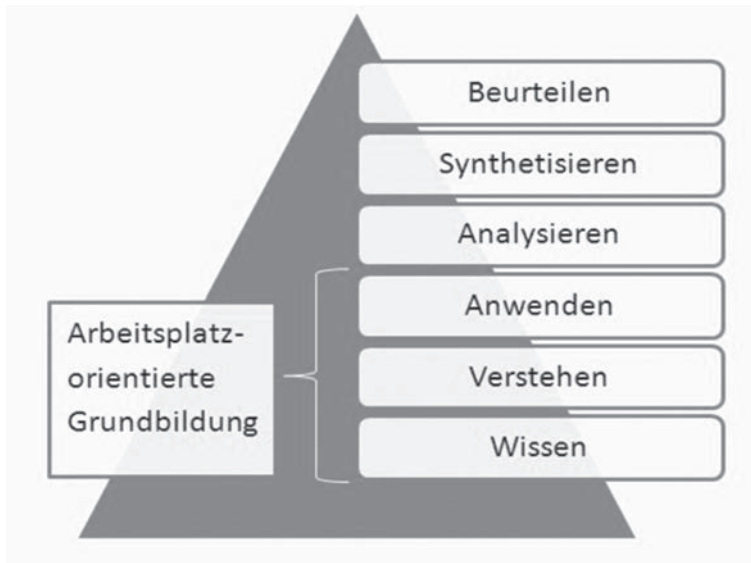 Beurteilen
Synthetisieren
Analysieren
Anwenden
Verstehen
Wissen
Arbeitsplatz-
orientierte
Grundbildung